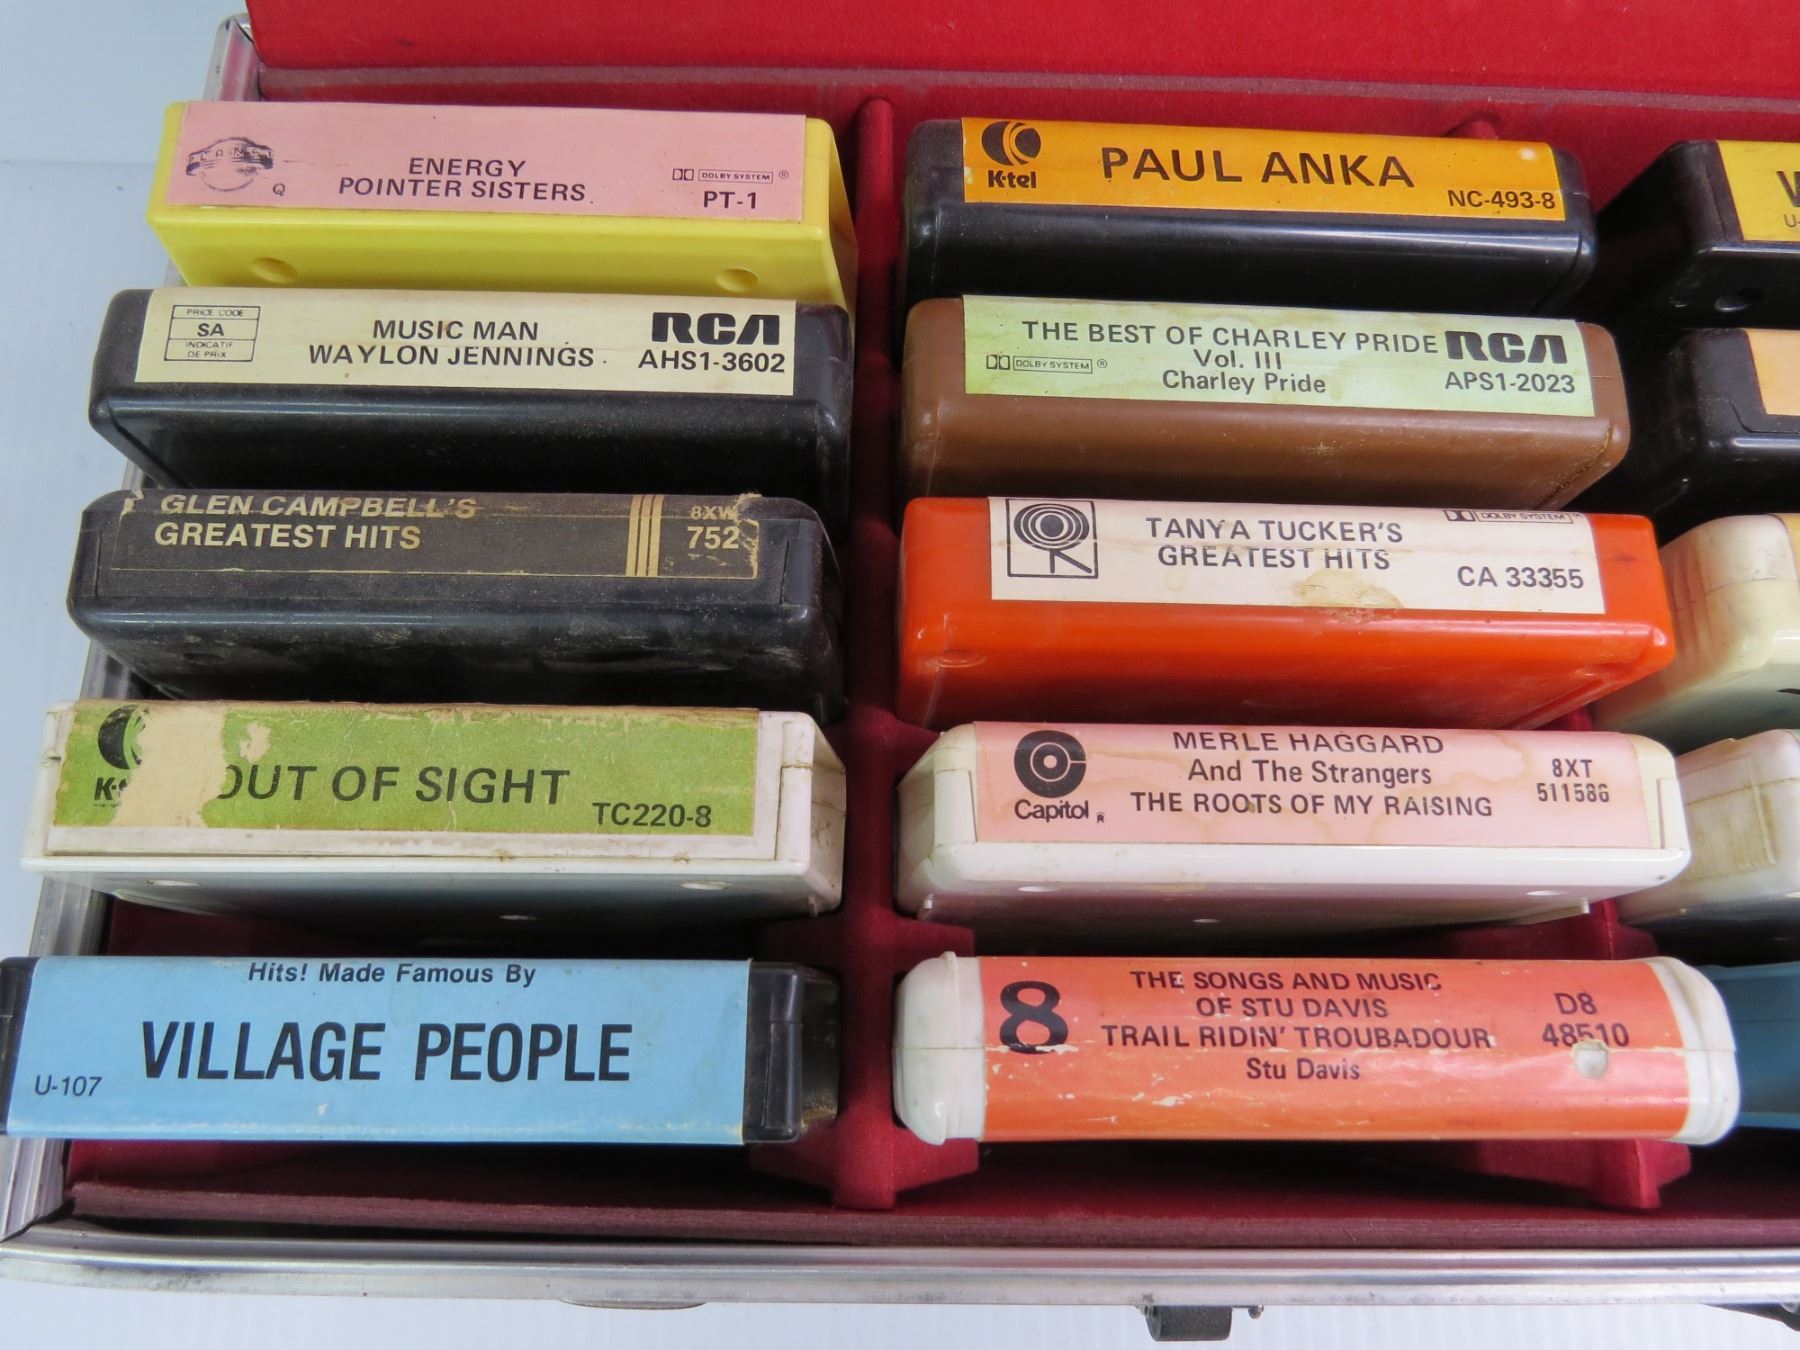 PLANET
ENERGY
POINTER SISTERS
Q
DOLBY SYSTEM ®
PT-1
PRICE CODE
SA
INDICATIF
DE PRIX
MUSIC MAN
WAYLON JENNINGS
RCA
AHS1-3602
GLEN CAMPBELL'S
GREATEST HITS
8XW
752
OUT OF SIGHT
TC220-8
Hits! Made Famous By
VILLAGE PEOPLE
U-107
K-tel
PAUL ANKA
NC-493-8
THE BEST OF CHARLEY PRIDE
Vol. III
Charley Pride
DOLBY SYSTEM ®
RCA
APS1-2023
TANYA TUCKER'S
GREATEST HITS
DOLBY SYSTEM
CA 33355
Capitol ®
MERLE HAGGARD
And The Strangers
THE ROOTS OF MY RAISING
8XT
511586
8
THE SONGS AND MUSIC
OF STU DAVIS
TRAIL RIDIN' TROUBADOUR
Stu Davis
D8
48510